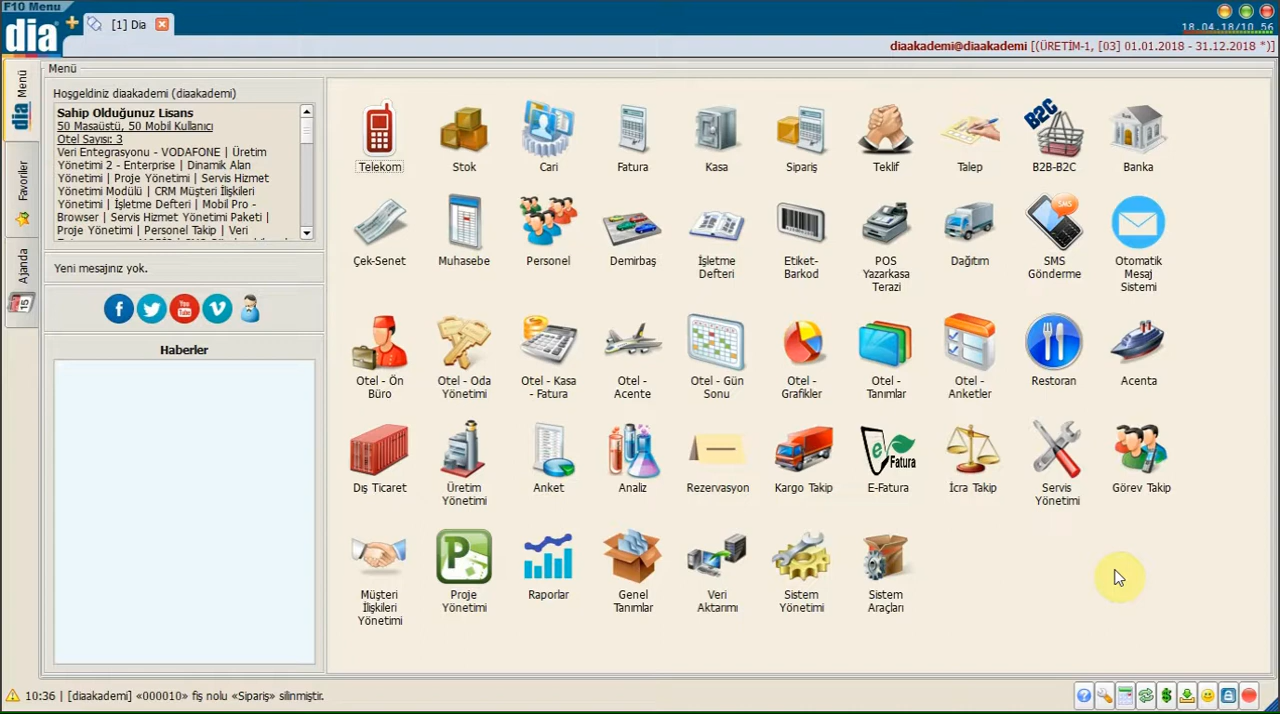 F10 Menu
dia
[1] Dia
18.04.18/10 56
diaakademi@diaakademi [(ÜRETİM-1, [03] 01.01.2018 - 31.12.2018 *)]
Menü
Menü
dia
Favoriler
Ajanda
15
Hoşgeldiniz diaakademi (diaakademi)
Sahip Olduğunuz Lisans
50 Masaüstü, 50 Mobil Kullanıcı
Otel Sayısı: 3
Veri Entegrasyonu - VODAFONE | Üretim
Yönetimi 2 - Enterprise | Dinamik Alan
Yönetimi | Proje Yönetimi | Servis Hizmet
Yönetimi Modülü | CRM Müşteri İlişkileri
Yönetimi | İşletme Defteri | Mobil Pro -
Browser | Servis Hizmet Yönetimi Paketi |
Proje Yönetimi | Personel Takip | Veri
Yeni mesajınız yok.
You
Tube
Haberler
Telekom
Stok
Cari
Fatura
Kasa
Sipariş
Teklif
Talep
B2C
B2B-B2C
Banka
Çek-Senet
Muhasebe
Personel
Demirbaş
İşletme
Defteri
Etiket-
Barkod
POS
Yazarkasa
Terazi
Dağıtım
SMS
SMS
Gönderme
Otomatik
Mesaj
Sistemi
Otel - Ön
Büro
Otel - Oda
Yönetimi
Otel - Kasa
- Fatura
Otel -
Acente
Otel - Gün
Sonu
Otel -
Grafikler
Otel -
Tanımlar
Otel -
Anketler
Restoran
Acenta
Dış Ticaret
Üretim
Yönetimi
Anket
Analiz
Rezervasyon
Kargo Takip
e
Fatura
E-Fatura
İcra Takip
Servis
Yönetimi
Görev Takip
Müşteri
İlişkileri
Yönetimi
P
Proje
Yönetimi
Raporlar
Genel
Tanımlar
Veri
Aktarımı
Sistem
Yönetimi
Sistem
Araçları
10:36 | [diaakademi] «000010» fiş nolu «Sipariş» silinmiştir.